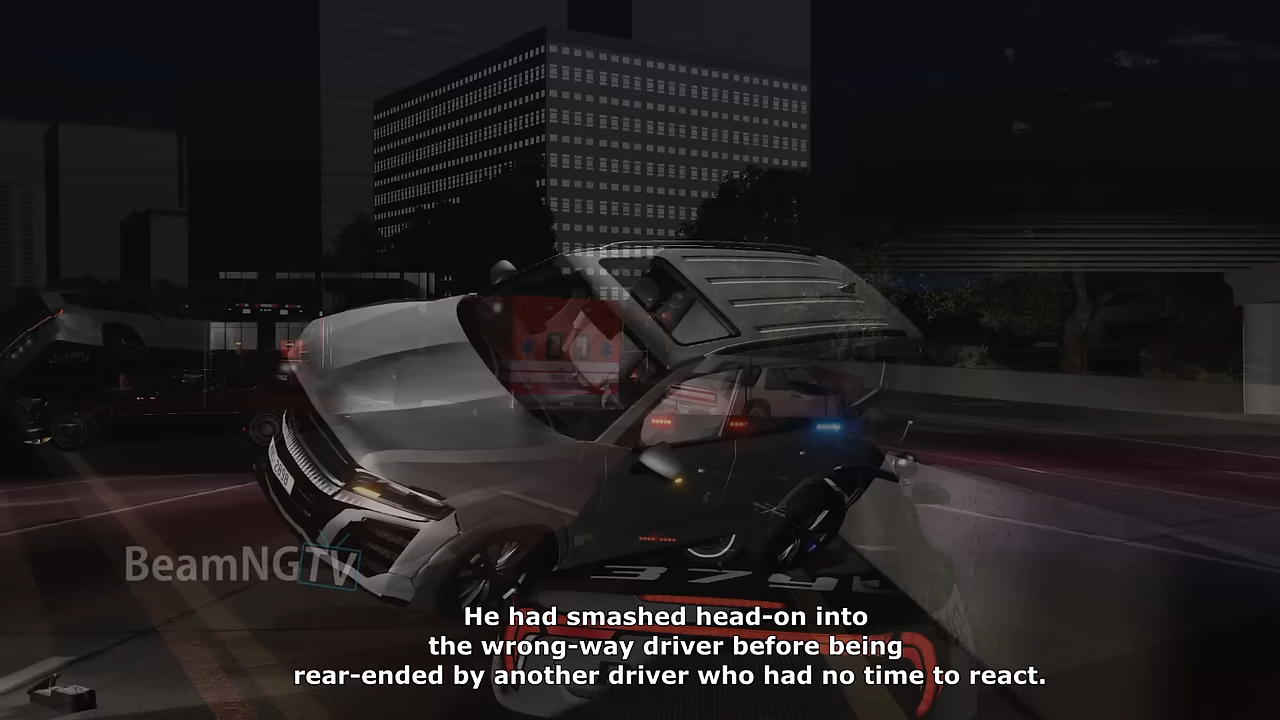 BeamNGTV
He had smashed head-on into
the wrong-way driver before being
rear-ended by another driver who had no time to react.